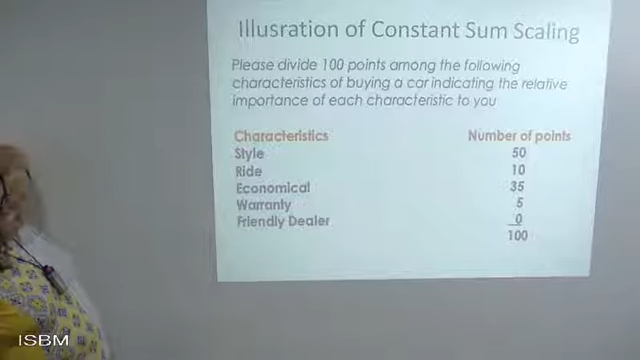 Illusration of Constant Sum Scaling
Please divide 100 points among the following
characteristics of buying a car indicating the relative
importance of each characteristic to you
Characteristics Number of points
Style 50
Ride 10
Economical 35
Warranty 5
Friendly Dealer 0
100
ISBM